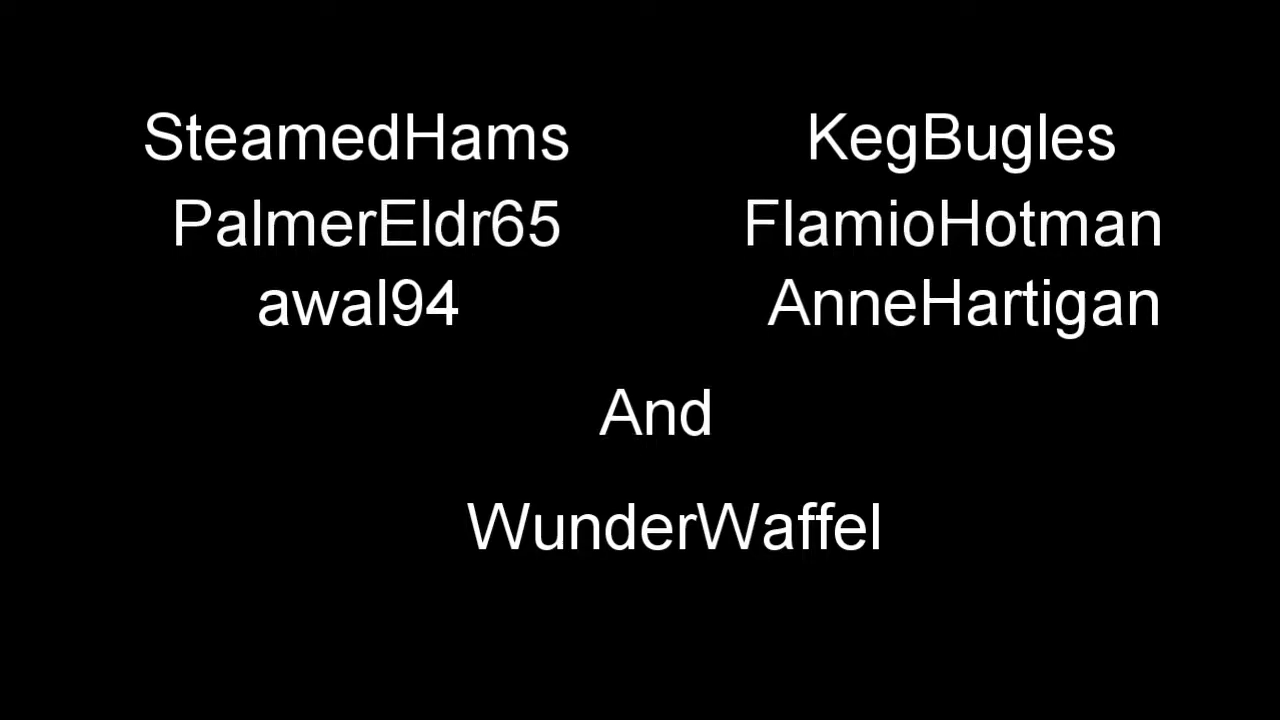 SteamedHams KegBugles
PalmerEldr65 FlamioHotman
awal94 AnneHartigan
And
WunderWaffel